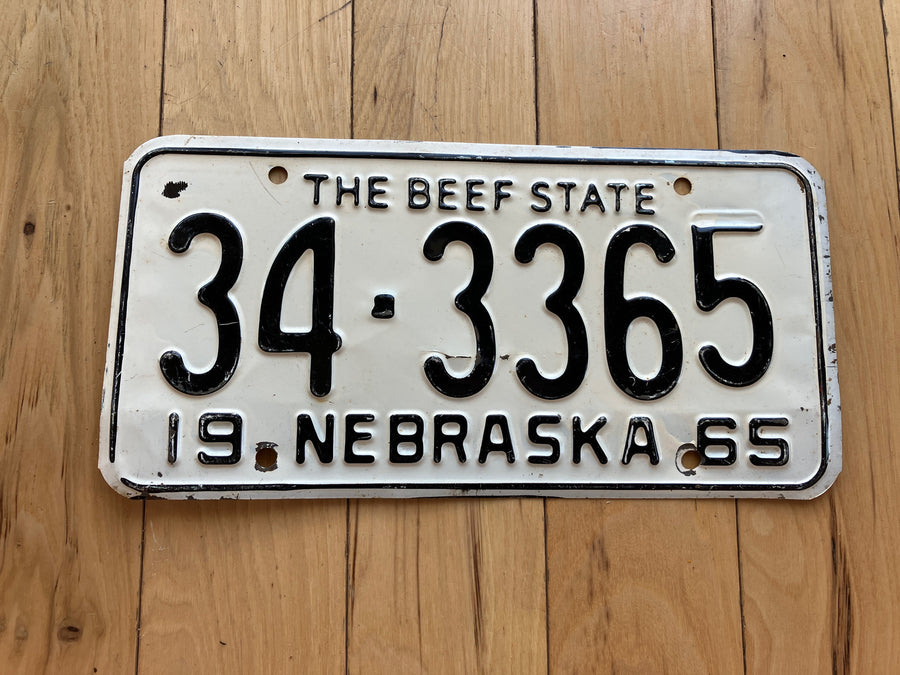 THE BEEF STATE
34-3365
19 NEBRASKA 65